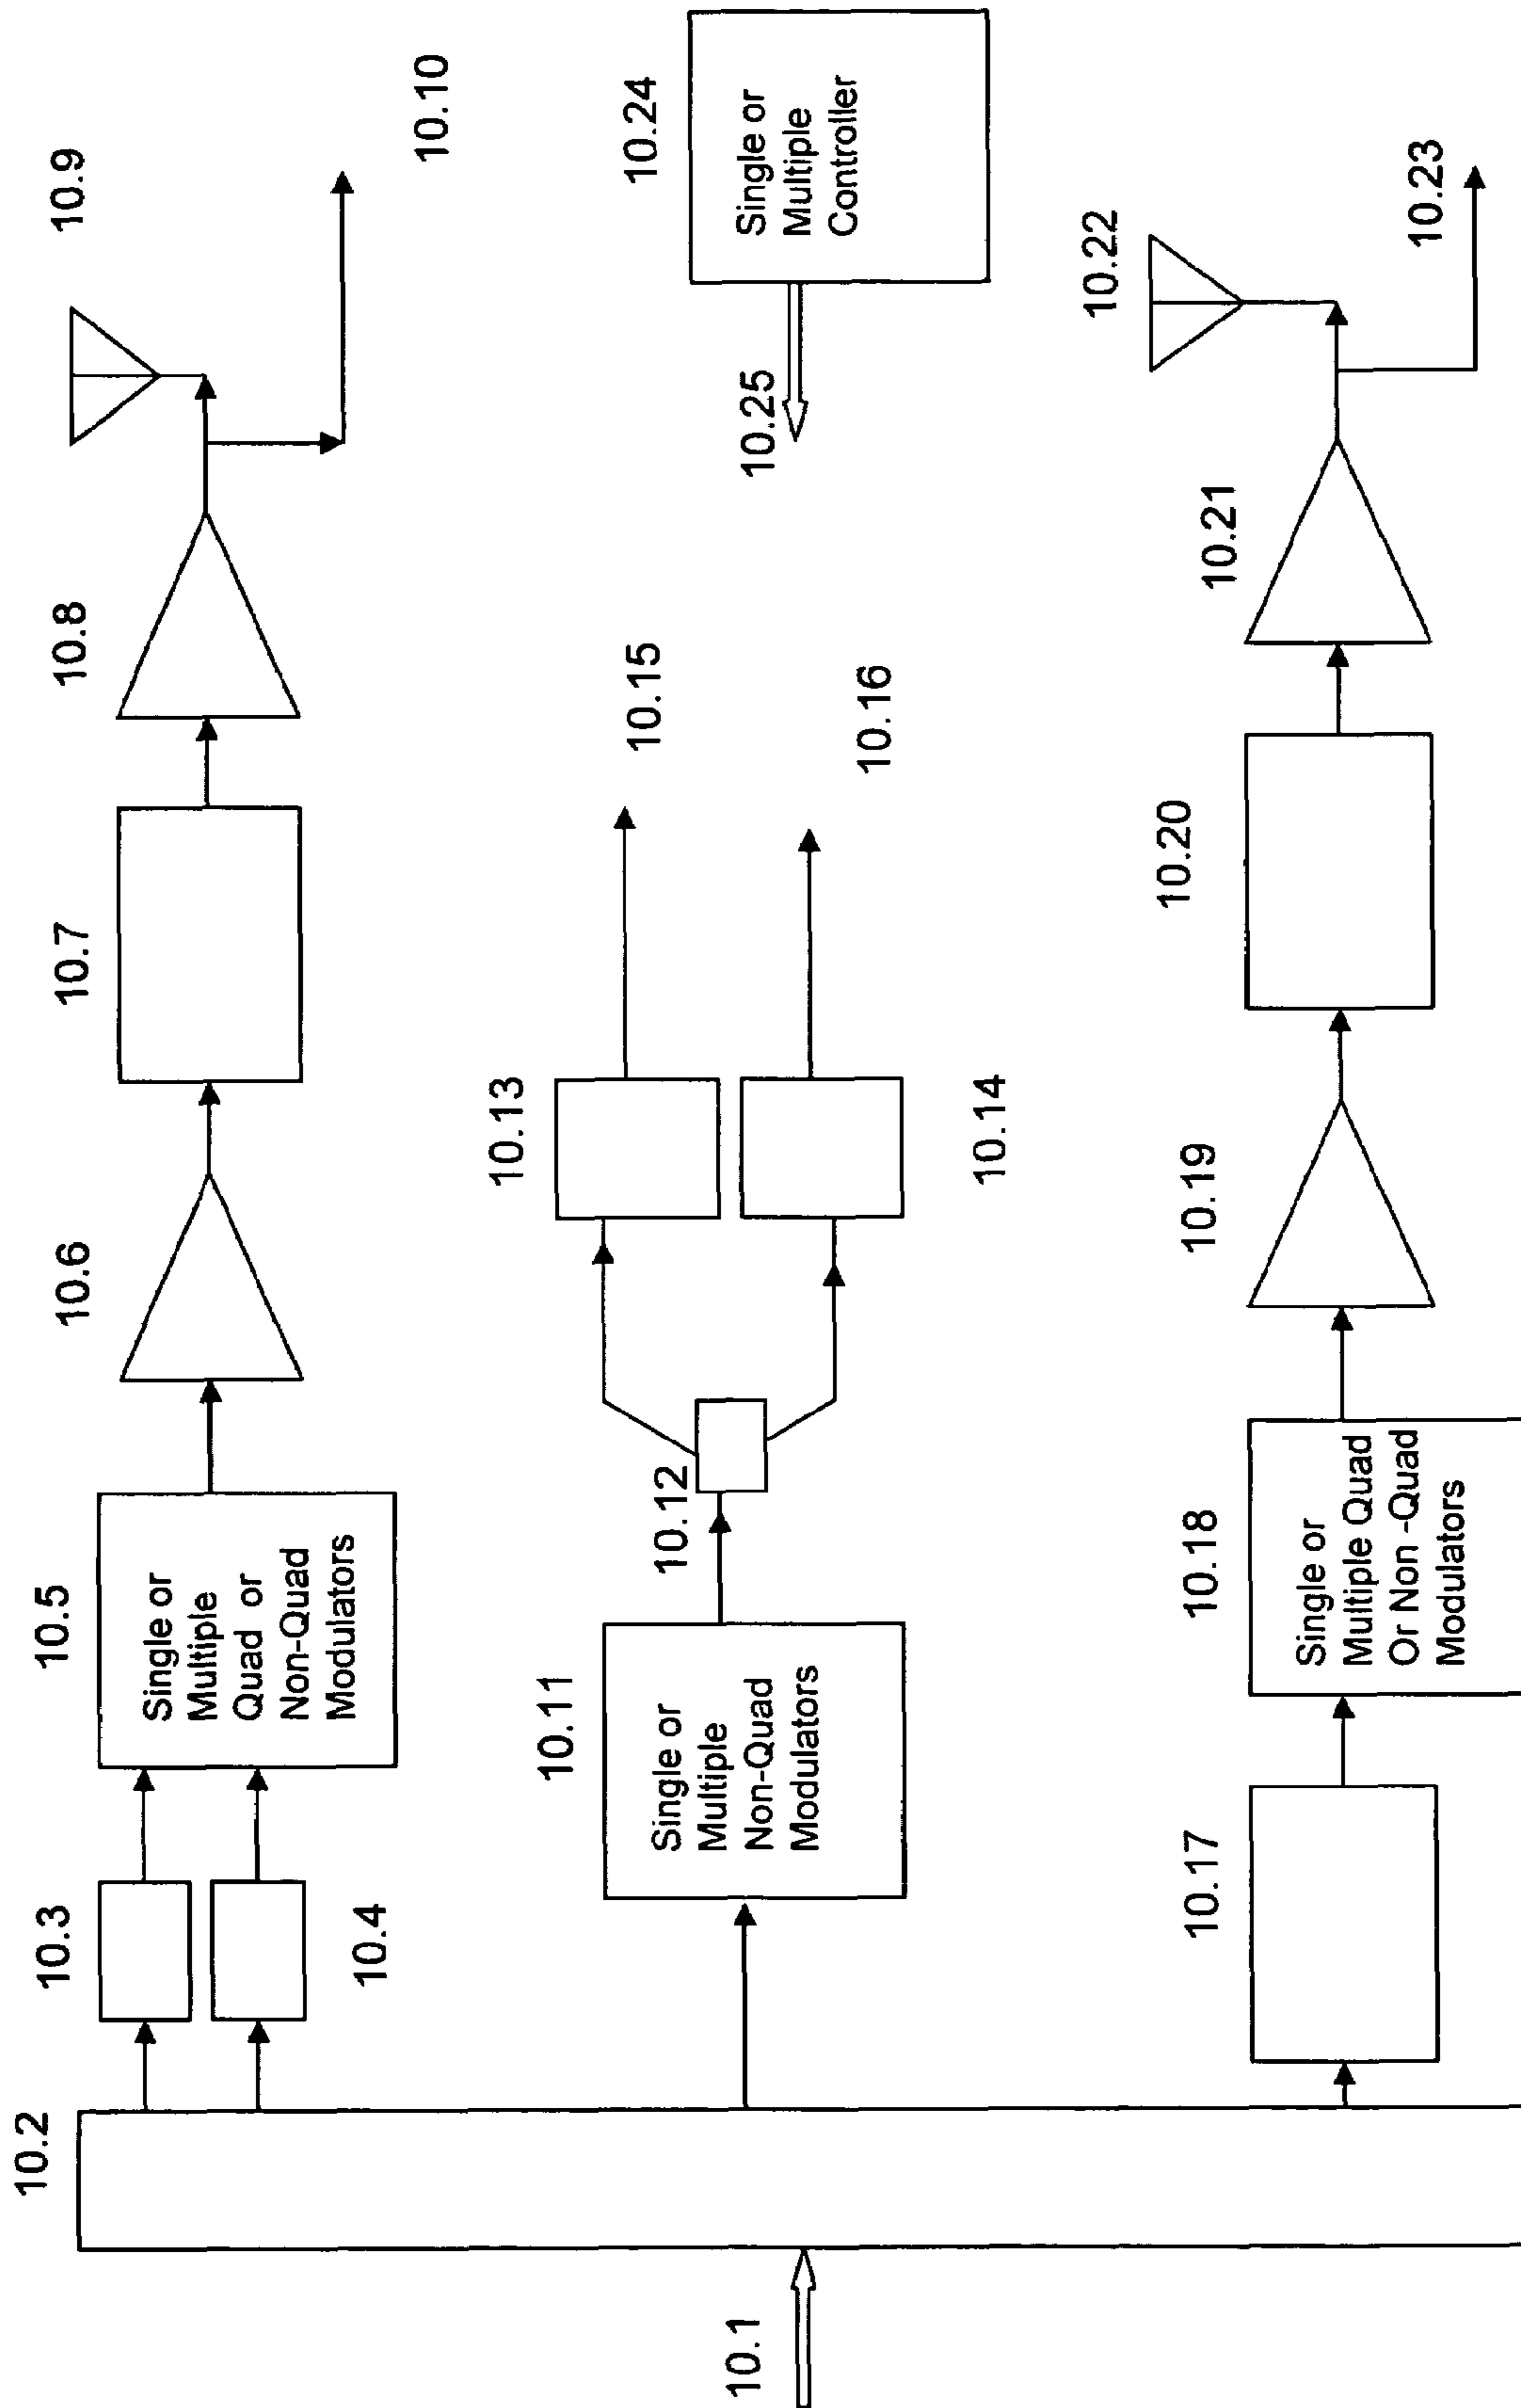 10.1
10.2
10.3
10.4
10.5
Single or
Multiple
Quad or
Non-Quad
Modulators
10.6
10.7
10.8
10.9
10.10
10.11
Single or
Multiple
Non-Quad
Modulators
10.12
10.13
10.14
10.15
10.16
10.24
Single or
Multiple
Controller
10.25
10.17
10.18
Single or
Multiple Quad
Or Non -Quad
Modulators
10.19
10.20
10.21
10.22
10.23